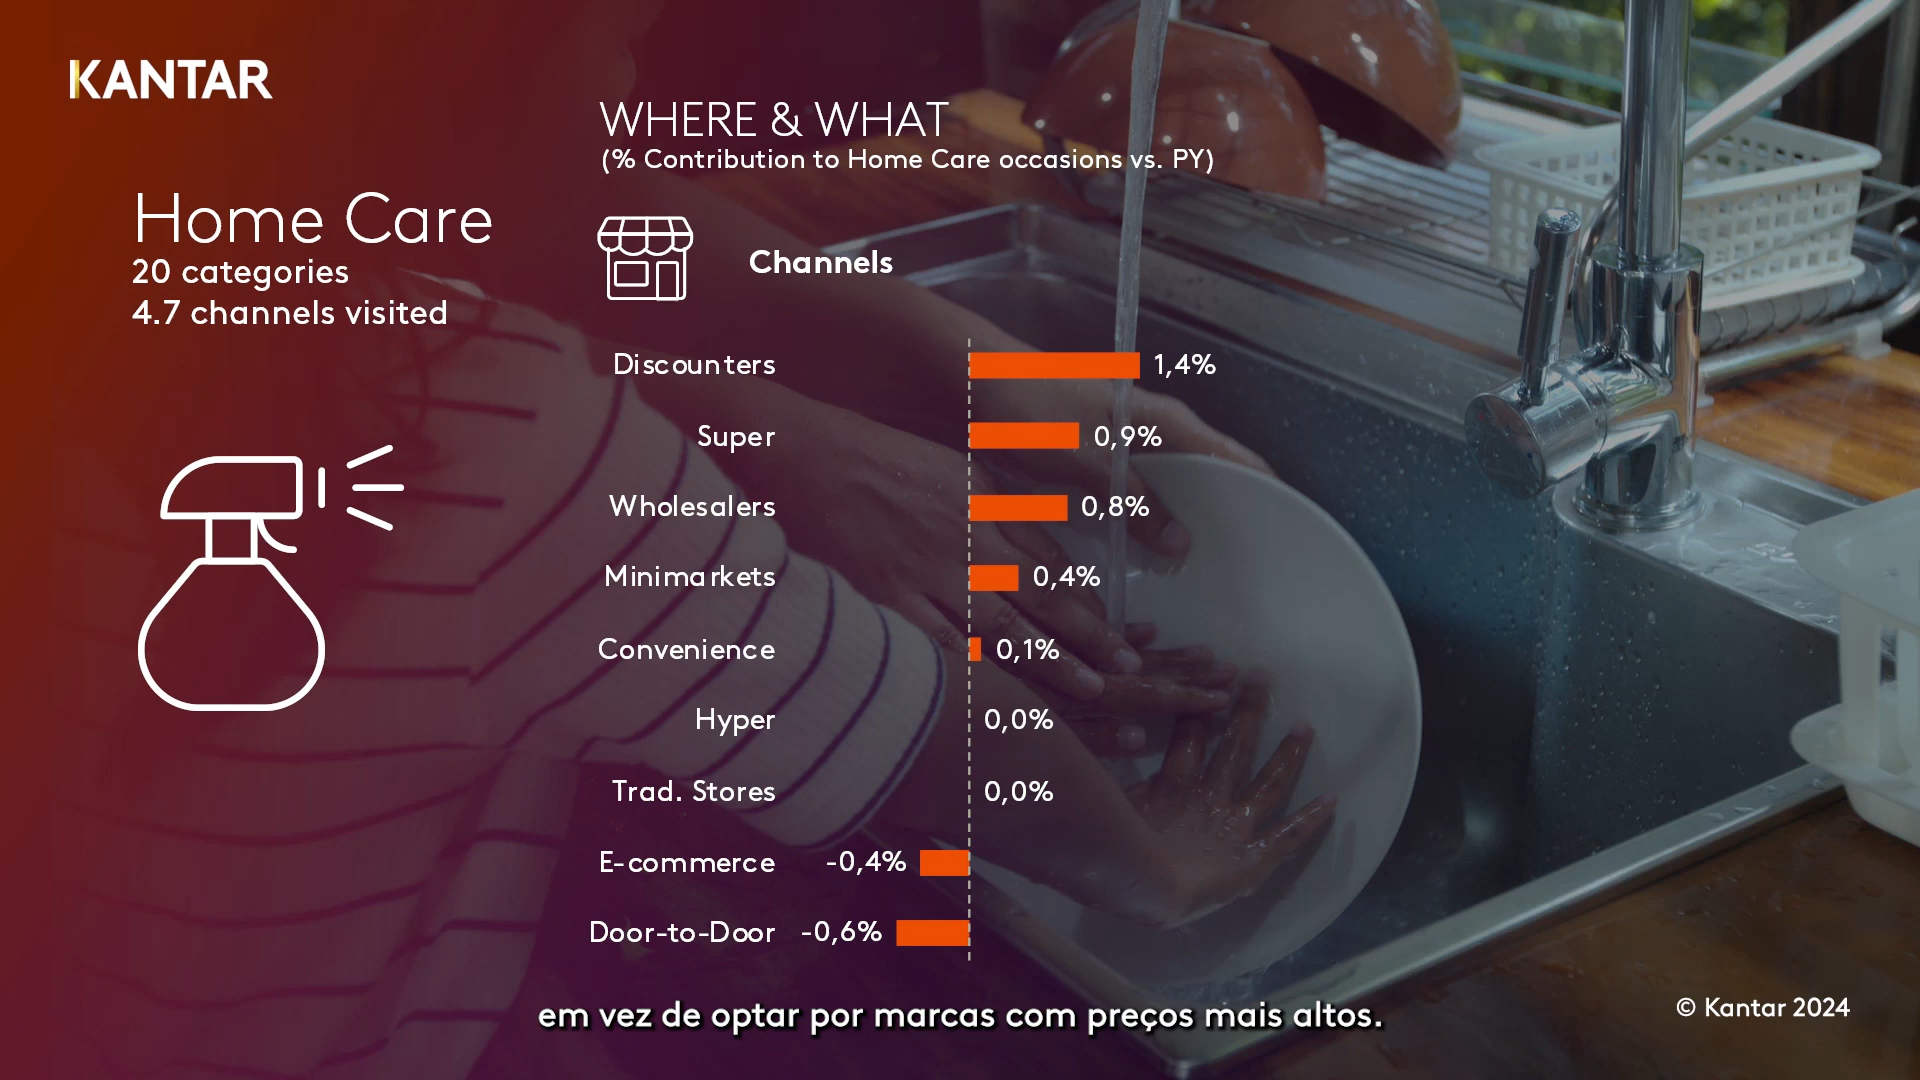 KANTAR
WHERE & WHAT
(% Contribution to Home Care occasions vs. PY)
Home Care
20 categories
4.7 channels visited
Channels
Discounters 1,4%
Super 0,9%
Wholesalers 0,8%
Minimarkets 0,4%
Convenience 0,1%
Hyper 0,0%
Trad. Stores 0,0%
E-commerce -0,4%
Door-to-Door -0,6%
em vez de optar por marcas com preços mais altos.
© Kantar 2024